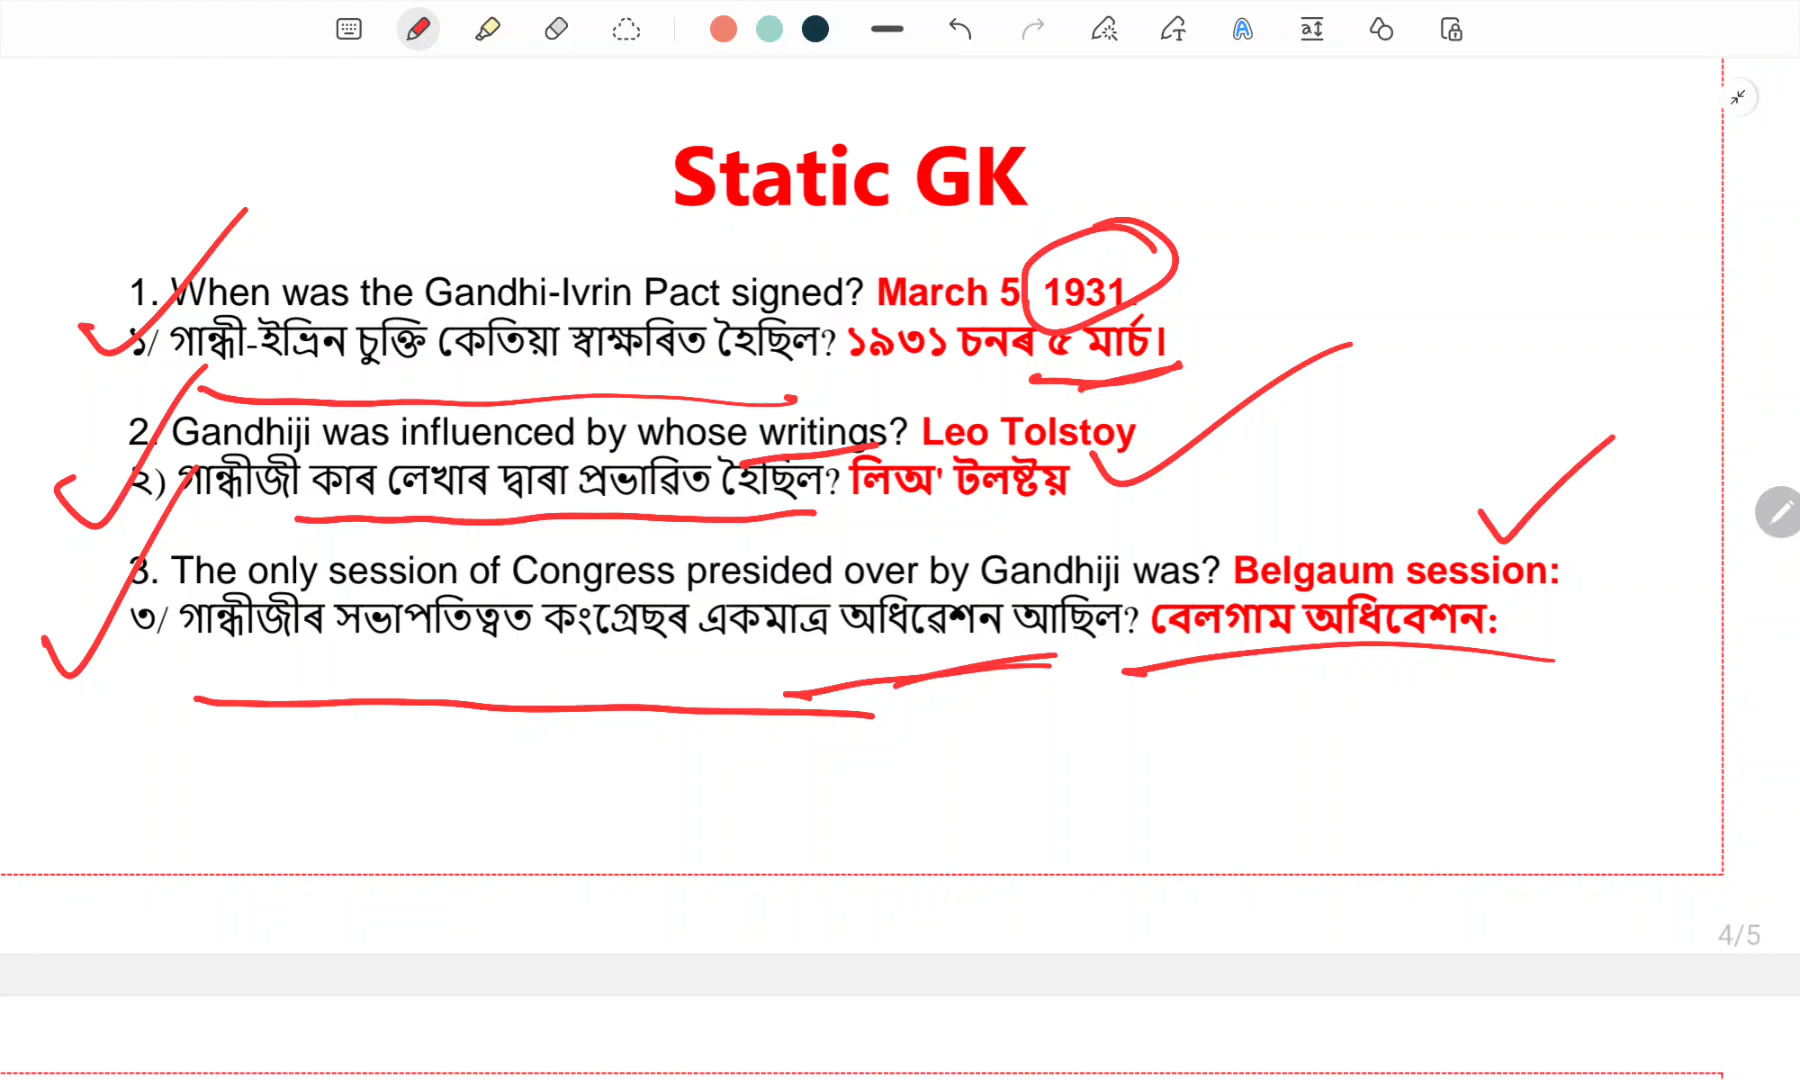 Static GK
1. When was the Gandhi-Ivrin Pact signed? March 5, 1931.
১/ গান্ধী-ইভ্ৰিন চুক্তি কেতিয়া স্বাক্ষৰিত হৈছিল? ১৯৩১ চনৰ ৫ মাৰ্চ।
2. Gandhiji was influenced by whose writings? Leo Tolstoy
২) গান্ধীজী কাৰ লেখাৰ দ্বাৰা প্ৰভাৱিত হৈছিল? লিঅ' টলষ্টয়
3. The only session of Congress presided over by Gandhiji was? Belgaum session:
৩/ গান্ধীজীৰ সভাপতিত্বত কংগ্ৰেছৰ একমাত্ৰ অধিৱেশন আছিল? বেলগাম অধিবেশন:
4/5